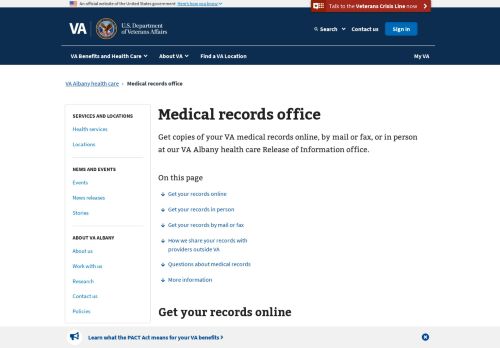 An official website of the United States government Here's how you know
Talk to the Veterans Crisis Line now
VA
U.S. Department
of Veterans Affairs
Search
Contact us
Sign in
VA Benefits and Health Care
About VA
Find a VA Location
My VA
VA Albany health care › Medical records office
SERVICES AND LOCATIONS
Health services
Locations
NEWS AND EVENTS
Events
News releases
Stories
ABOUT VA ALBANY
About us
Work with us
Research
Contact us
Policies
Medical records office
Get copies of your VA medical records online, by mail or fax, or in person
at our VA Albany health care Release of Information office.
On this page
Get your records online
Get your records in person
Get your records by mail or fax
How we share your records with
providers outside VA
Questions about medical records
More information
Get your records online
Learn what the PACT Act means for your VA benefits